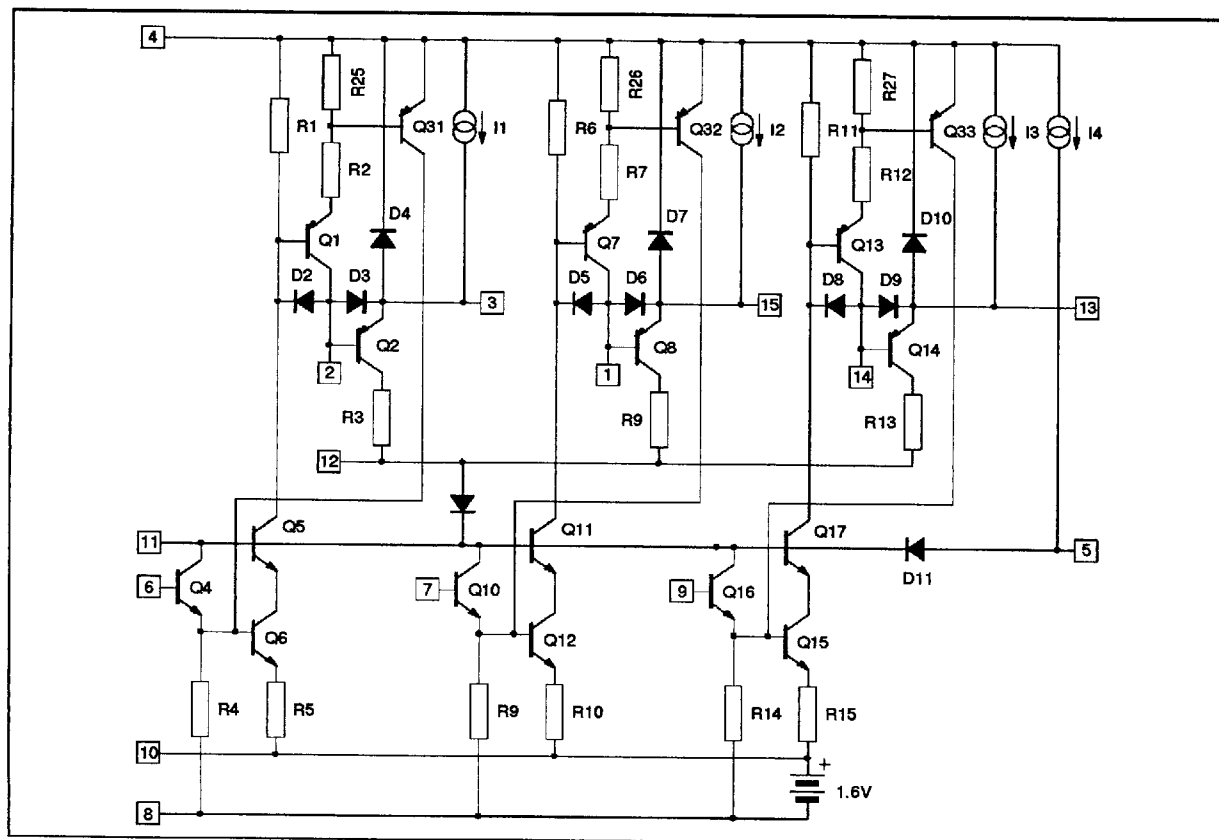 4
R25
R26
R27
R1
Q31
I1
R6
Q32
I2
R11
Q33
I3
I4
R2
R7
R12
D4
D7
D10
Q1
Q7
Q13
D2
D3
D5
D6
D8
D9
3
15
13
Q2
Q8
Q14
2
1
14
R3
R9
R13
12
Q5
Q11
Q17
11
5
D11
6
Q4
7
Q10
9
Q16
Q6
Q12
Q15
R4
R5
R9
R10
R14
R15
10
+
1.6V
8